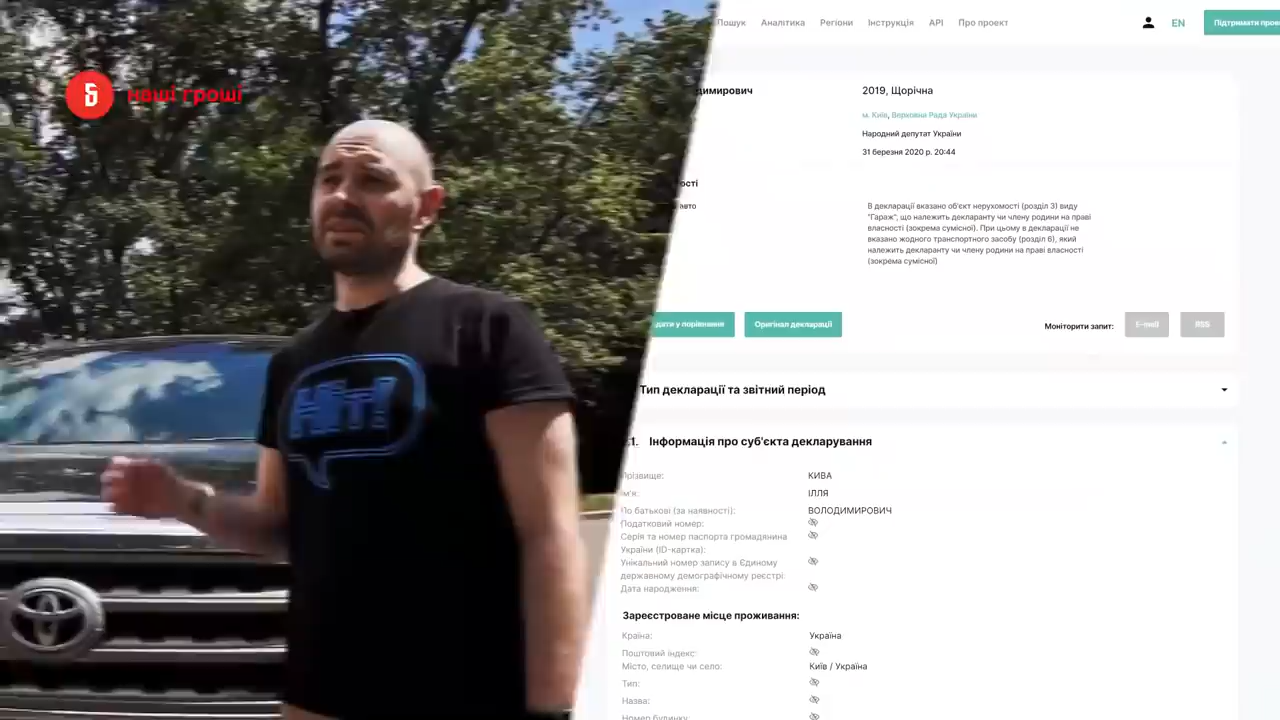 наші гроші
Ніт!
Пошук Аналітика Регіони Інструкція API Про проект
EN
Підтримати
2019, Щорічна
м. Київ, Верховна Рада України
Народний депутат України
31 березня 2020 р. 20:44
авто
В декларації вказано об'єкт нерухомості (розділ 3) виду
"Гараж", що належить декларанту чи члену родини на праві
власності (зокрема сумісної). При цьому в декларації не
вказано жодного транспортного засобу (розділ 6), який
належить декларанту чи члену родини на праві власності
(зокрема сумісної)
у порівняння
Оригінал декларації
Моніторити запит:
E-mail
RSS
Тип декларації та звітний період
Інформація про суб'єкта декларування
Прізвище: КИВА
Ім'я: ІЛЛЯ
По батькові (за наявності): ВОЛОДИМИРОВИЧ
Податковий номер:
Серія та номер паспорта громадянина
України (ID-картка):
Унікальний номер запису в Єдиному
державному демографічному реєстрі:
Дата народження:
Зареєстроване місце проживання:
Країна: Україна
Поштовий індекс:
Місто, селище чи село: Київ / Україна
Тип:
Назва:
Номер будинку: